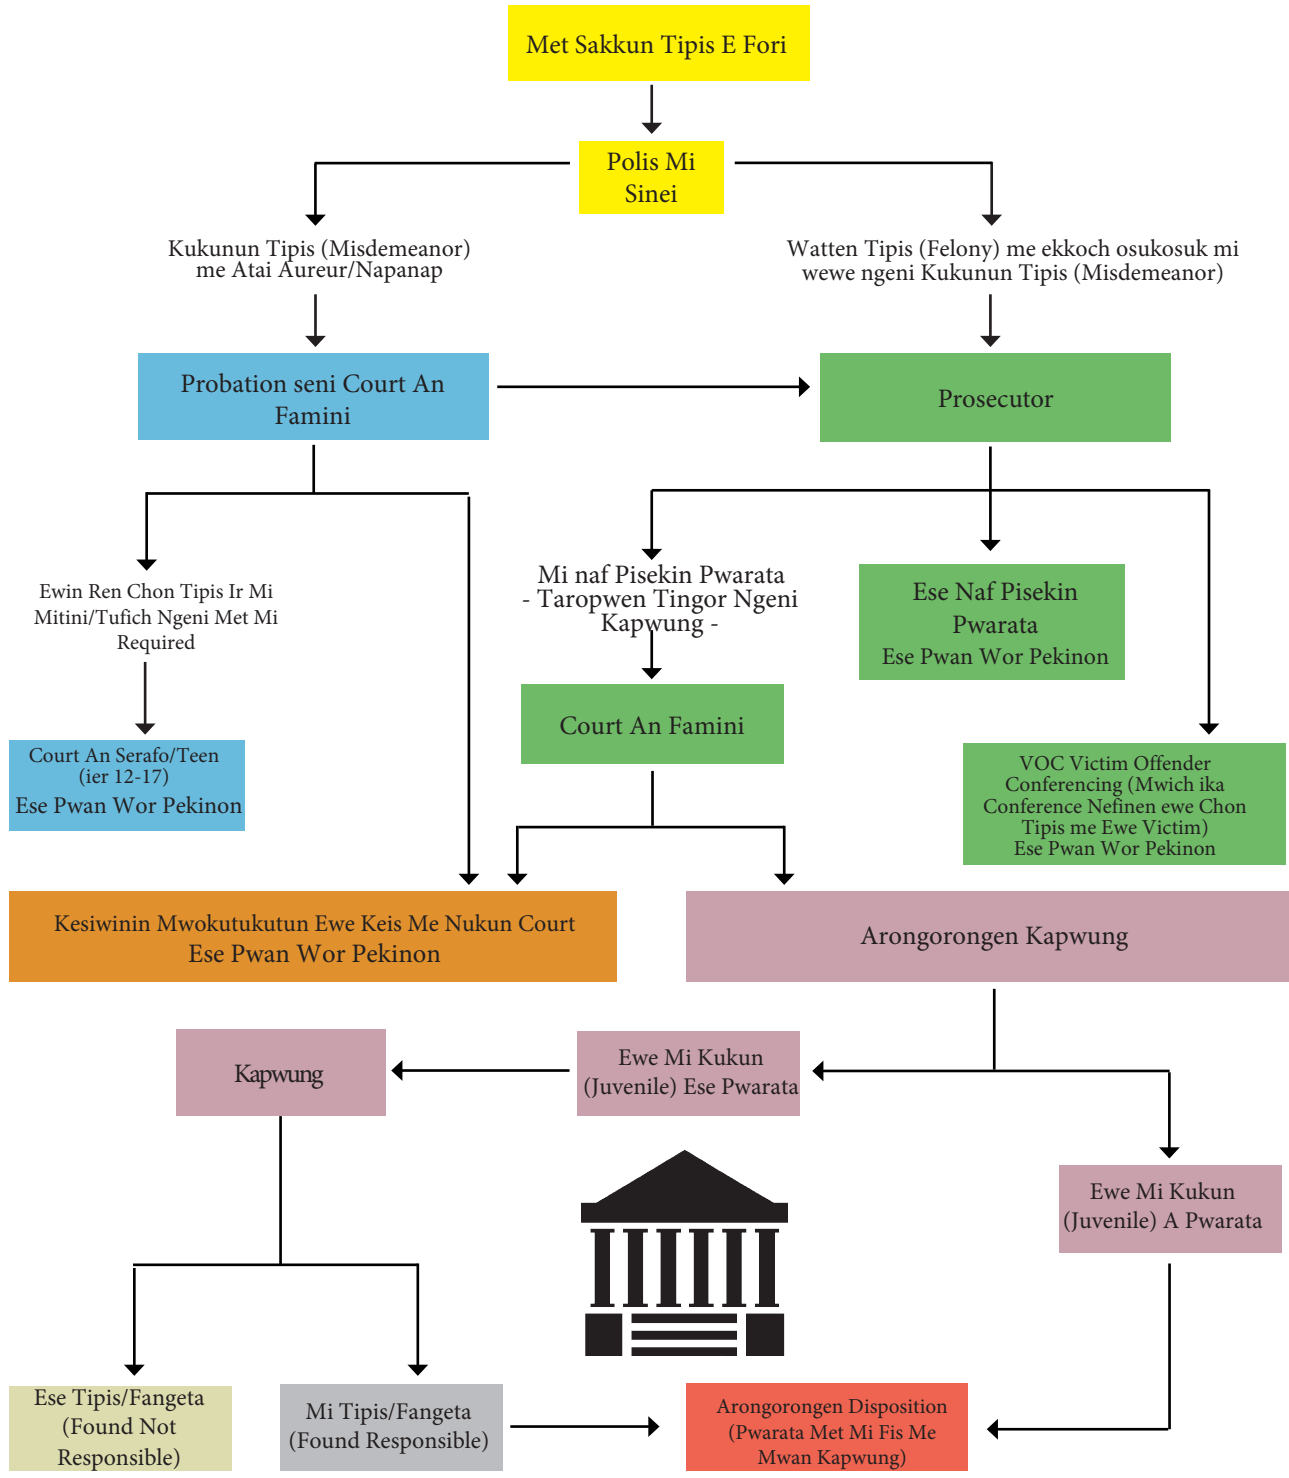 Met Sakkun Tipis E Fori
Polis Mi
Sinei
Kukunun Tipis (Misdemeanor)
me Atai Aureur/Napanap
Watten Tipis (Felony) me ekkoch osukosuk mi
wewe ngeni Kukunun Tipis (Misdemeanor)
Probation seni Court An
Famini
Prosecutor
Ewin Ren Chon Tipis Ir Mi
Mitini/Tufich Ngeni Met Mi
Required
Mi naf Pisekin Pwarata
- Taropwen Tingor Ngeni
Kapwung -
Ese Naf Pisekin
Pwarata
Ese Pwan Wor Pekinon
Court An Famini
Court An Serafo/Teen
(ier 12-17)
Ese Pwan Wor Pekinon
VOC Victim Offender
Conferencing (Mwich ika
Conference Nefinen ewe Chon
Tipis me Ewe Victim)
Ese Pwan Wor Pekinon
Kesiwinin Mwokutukutun Ewe Keis Me Nukun Court
Ese Pwan Wor Pekinon
Arongorongen Kapwung
Kapwung
Ewe Mi Kukun
(Juvenile) Ese Pwarata
Ewe Mi Kukun
(Juvenile) A Pwarata
Ese Tipis/Fangeta
(Found Not
Responsible)
Mi Tipis/Fangeta
(Found Responsible)
Arongorongen Disposition
(Pwarata Met Mi Fis Me
Mwan Kapwung)